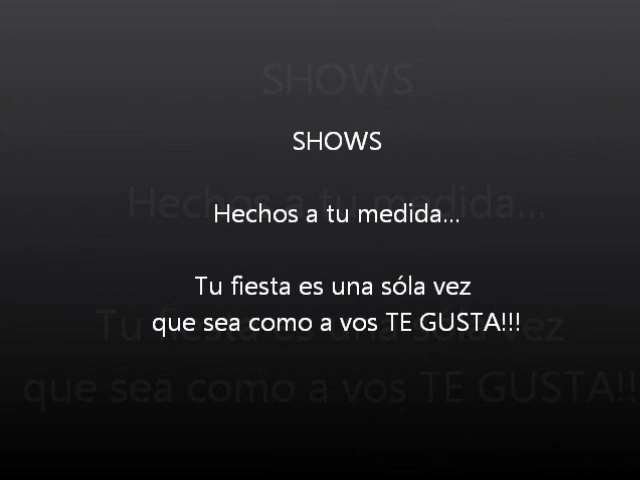 SHOWS
Hechos a tu medida...
Tu fiesta es una sóla vez
que sea como a vos TE GUSTA!!!